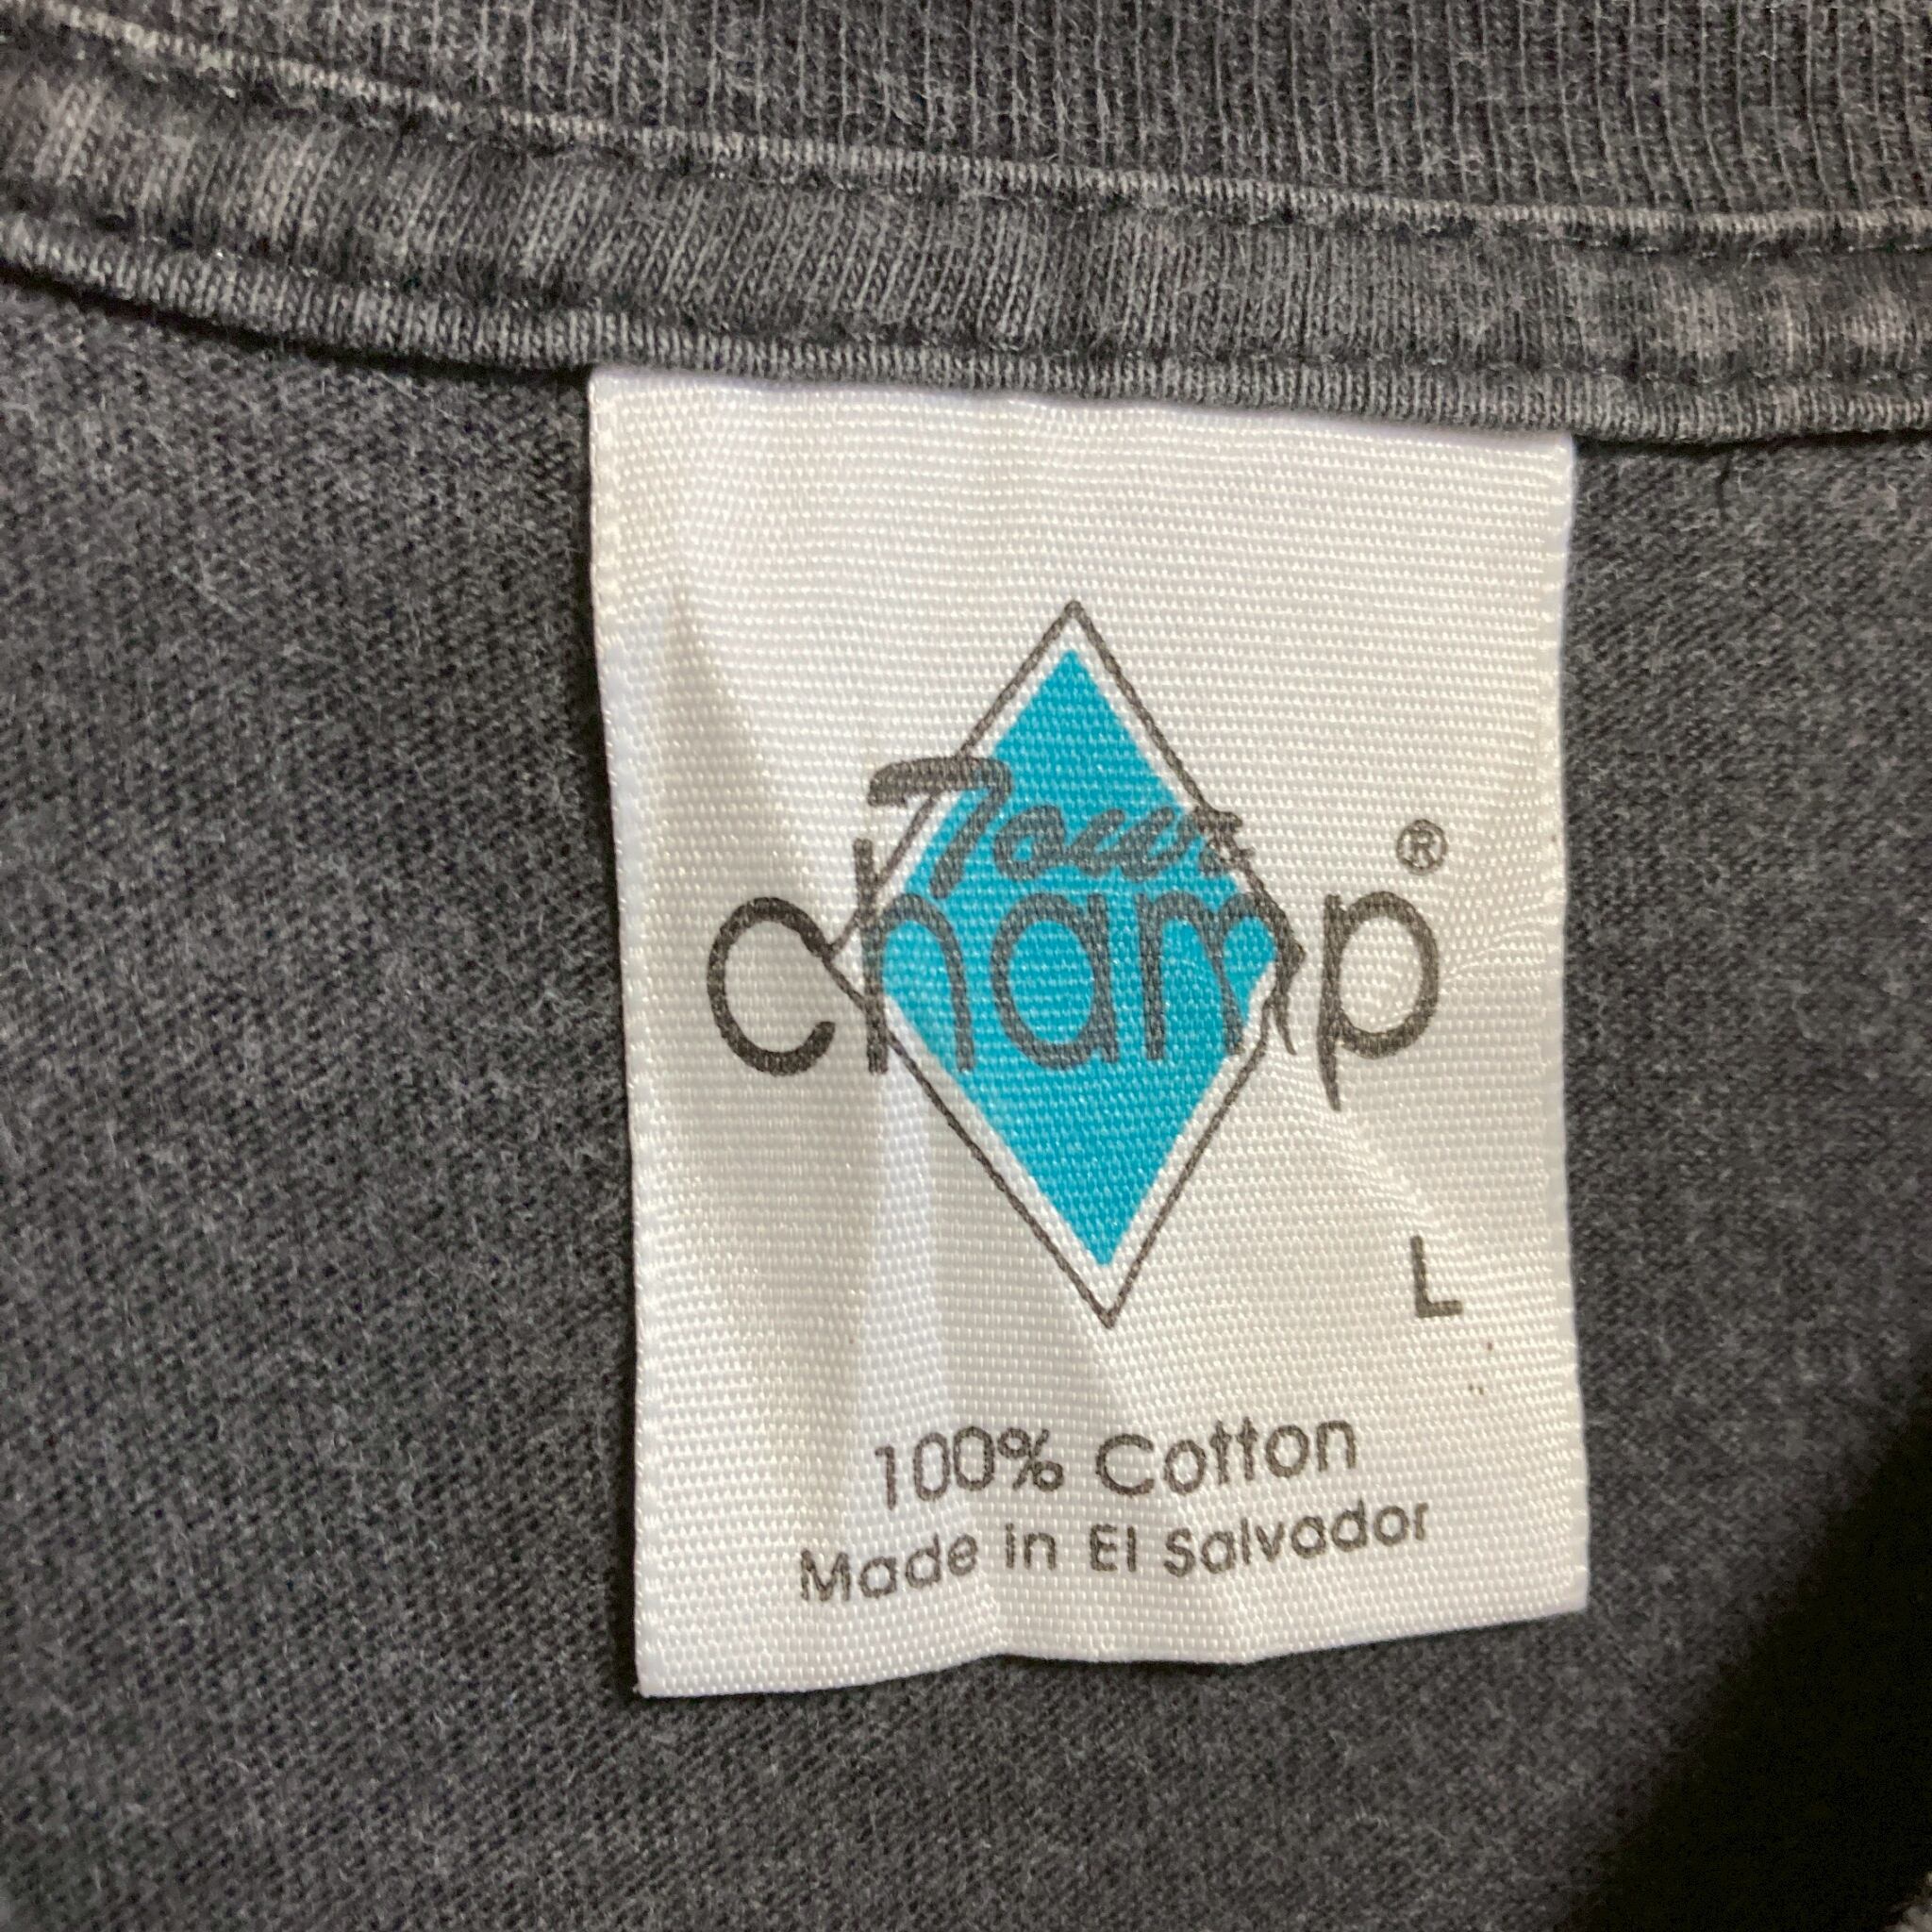 Tour
champ®
L
100% Cotton
Made in El Salvador